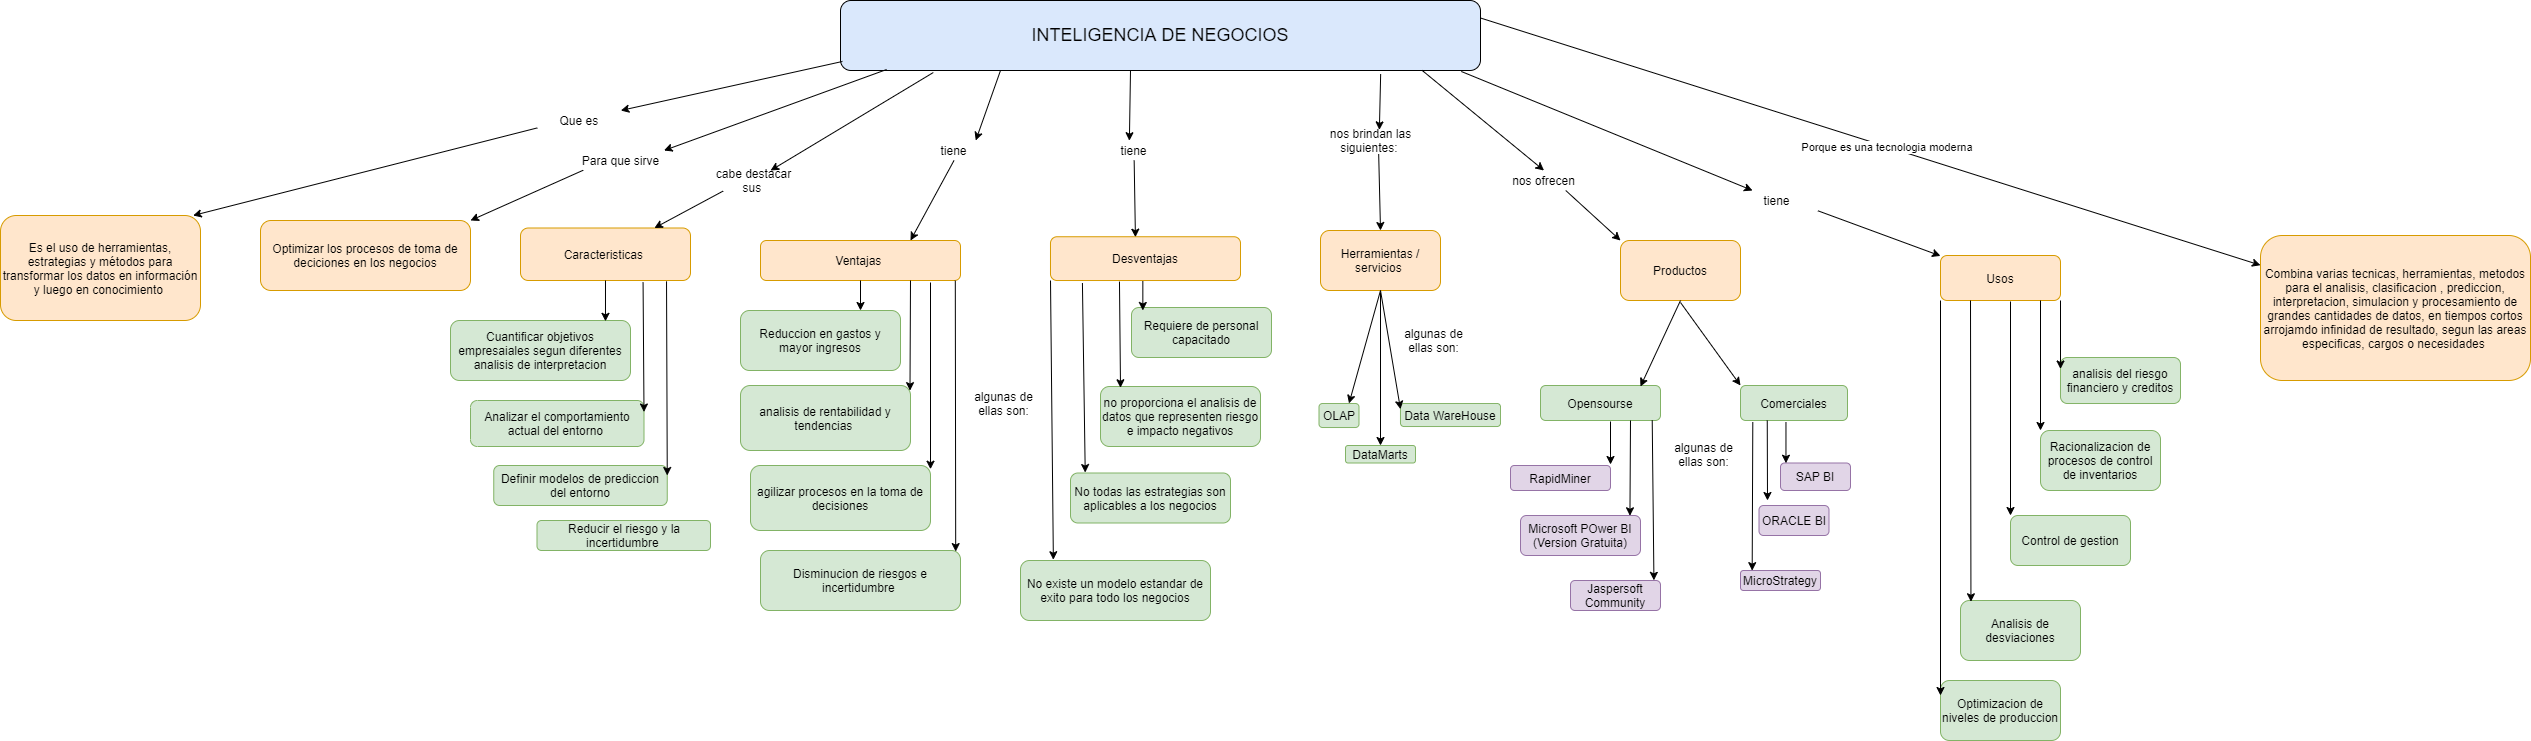 INTELIGENCIA DE NEGOCIOS
Que es
Para que sirve
cabe destacar
sus
tiene
tiene
nos brindan las
siguientes:
nos ofrecen
tiene
Porque es una tecnologia moderna
Es el uso de herramientas,
estrategias y métodos para
transformar los datos en información
y luego en conocimiento
Optimizar los procesos de toma de
deciciones en los negocios
Caracteristicas
Cuantificar objetivos
empresaiales segun diferentes
analisis de interpretacion
Analizar el comportamiento
actual del entorno
Definir modelos de prediccion
del entorno
Reducir el riesgo y la
incertidumbre
Ventajas
Reduccion en gastos y
mayor ingresos
analisis de rentabilidad y
tendencias
agilizar procesos en la toma de
decisiones
Disminucion de riesgos e
incertidumbre
algunas de
ellas son:
Desventajas
Requiere de personal
capacitado
no proporciona el analisis de
datos que representen riesgo
e impacto negativos
No todas las estrategias son
aplicables a los negocios
No existe un modelo estandar de
exito para todo los negocios
Herramientas /
servicios
algunas de
ellas son:
OLAP
Data WareHouse
DataMarts
Productos
Opensourse
Comerciales
algunas de
ellas son:
RapidMiner
Microsoft POwer BI
(Version Gratuita)
Jaspersoft
Community
SAP BI
ORACLE BI
MicroStrategy
Usos
analisis del riesgo
financiero y creditos
Racionalizacion de
procesos de control
de inventarios
Control de gestion
Analisis de
desviaciones
Optimizacion de
niveles de produccion
Combina varias tecnicas, herramientas, metodos
para el analisis, clasificacion , prediccion,
interpretacion, simulacion y procesamiento de
grandes cantidades de datos, en tiempos cortos
arrojamdo infinidad de resultado, segun las areas
especificas, cargos o necesidades